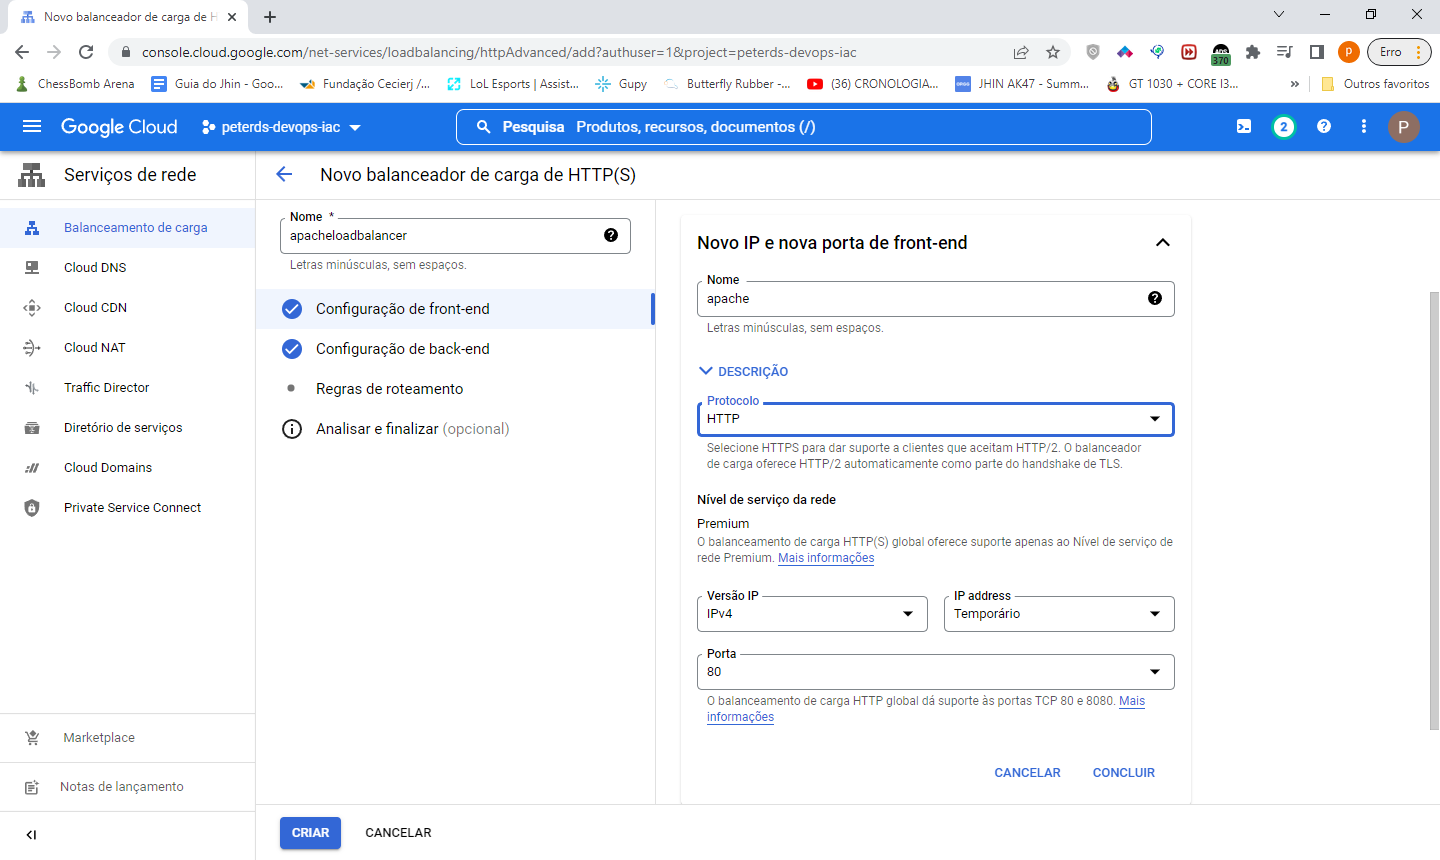 Novo balanceador de carga de H
console.cloud.google.com/net-services/loadbalancing/httpAdvanced/add?authuser=1&project=peterds-devops-iac
ADS
370
p
Erro
ChessBomb Arena
Guia do Jhin - Goo...
Fundação Cecierj /...
LoL Esports | Assist...
Gupy
Butterfly Rubber -...
(36) CRONOLOGIA...
JHIN AK47 - Summ...
GT 1030 + CORE I3...
»
Outros favoritos
Google Cloud
peterds-devops-iac
Pesquisa Produtos, recursos, documentos (/)
2
P
Serviços de rede
Novo balanceador de carga de HTTP(S)
Balanceamento de carga
Cloud DNS
Cloud CDN
Cloud NAT
Traffic Director
Diretório de serviços
Cloud Domains
Private Service Connect
Marketplace
Notas de lançamento
Nome *
apacheloadbalancer
Letras minúsculas, sem espaços.
Configuração de front-end
Configuração de back-end
Regras de roteamento
Analisar e finalizar (opcional)
Novo IP e nova porta de front-end
Nome
apache
Letras minúsculas, sem espaços.
DESCRIÇÃO
Protocolo
HTTP
Selecione HTTPS para dar suporte a clientes que aceitam HTTP/2. O balanceador
de carga oferece HTTP/2 automaticamente como parte do handshake de TLS.
Nível de serviço da rede
Premium
O balanceamento de carga HTTP(S) global oferece suporte apenas ao Nível de serviço de
rede Premium. Mais informações
Versão IP
IPv4
IP address
Temporário
Porta
80
O balanceamento de carga HTTP global dá suporte às portas TCP 80 e 8080. Mais
informações
CANCELAR
CONCLUIR
CRIAR
CANCELAR